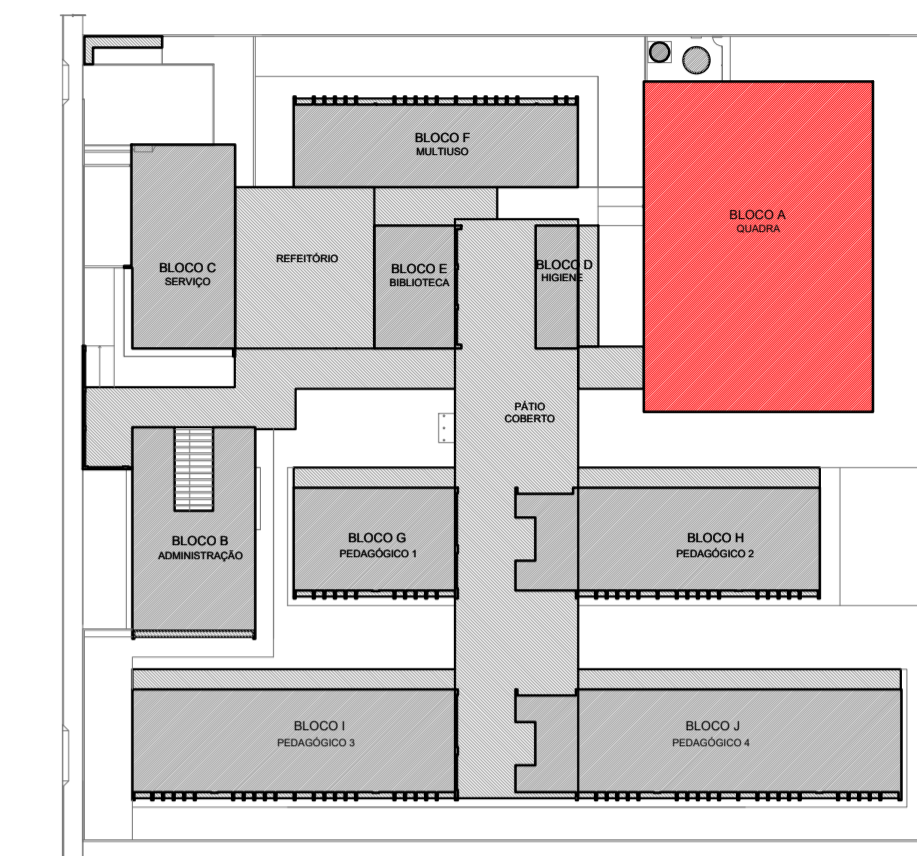 BLOCO F
MULTIUSO
BLOCO A
QUADRA
REFEITÓRIO
BLOCO C
SERVIÇO
BLOCO E
BIBLIOTECA
BLOCO D
HIGIENE
PÁTIO
COBERTO
BLOCO B
ADMINISTRAÇÃO
BLOCO G
PEDAGÓGICO 1
BLOCO H
PEDAGÓGICO 2
BLOCO I
PEDAGÓGICO 3
BLOCO J
PEDAGÓGICO 4